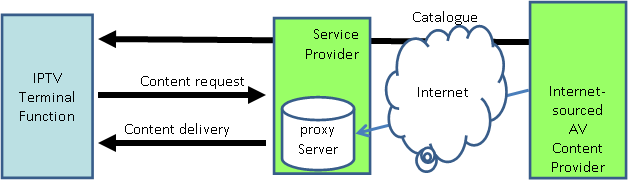 Catalogue
Service
Provider
IPTV
Terminal
Function
Content request
Internet
Internet-
sourced
AV
Content
Provider
Content delivery
proxy
Server